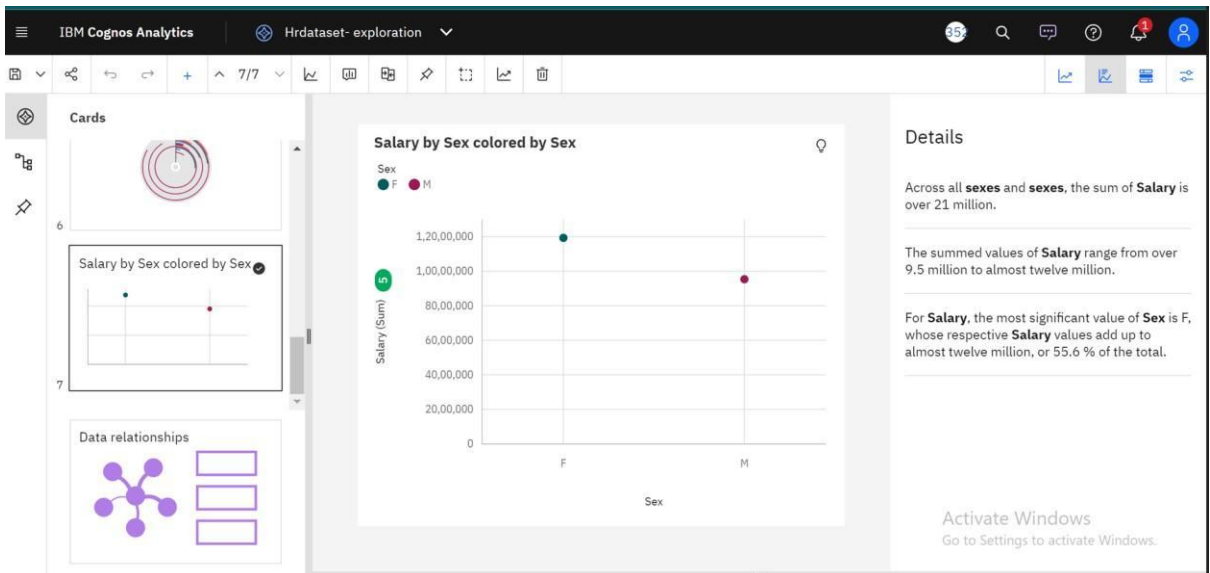 IBM Cognos Analytics
Hrdataset- exploration
352
1
7/7
Cards
6
Salary by Sex colored by Sex
7
Data relationships
Salary by Sex colored by Sex
Sex
F M
1,20,00,000
1,00,00,000
80,00,000
60,00,000
40,00,000
20,00,000
0
5
Salary (Sum)
F M
Sex
Details
Across all sexes and sexes, the sum of Salary is
over 21 million.
The summed values of Salary range from over
9.5 million to almost twelve million.
For Salary, the most significant value of Sex is F,
whose respective Salary values add up to
almost twelve million, or 55.6 % of the total.
Activate Windows
Go to Settings to activate Windows.